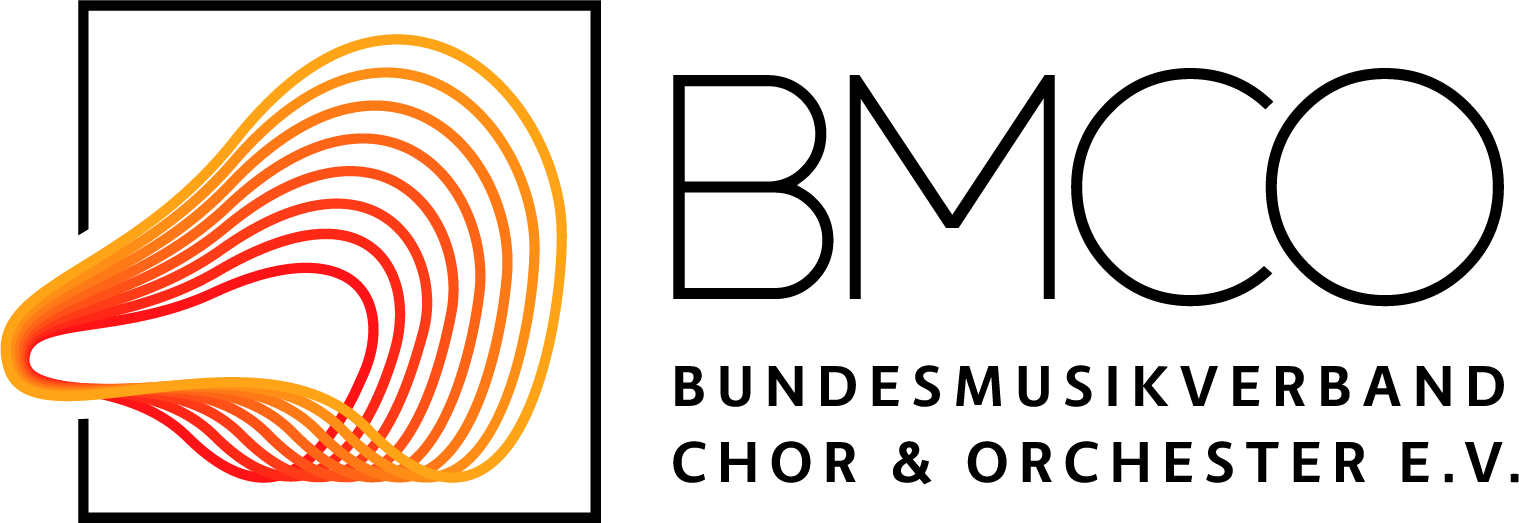 BMCO
BUNDESMUSIKVERBAND
CHOR & ORCHESTER E.V.